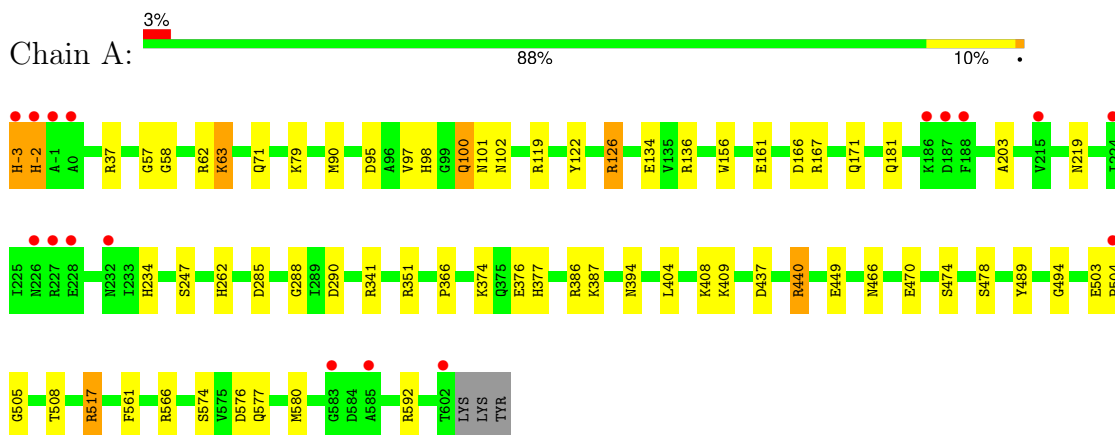 3%
Chain A:
88% 10% •
H-3 H-2 A-1 A0 R37 G57 G58 R62 K63 Q71 K79 M90 D95 A96 V97 H98 G99 Q100 N101 N102 R119 Y122 R126 E134 V135 R136 W156 E161 D166 R167 Q171 Q181 K186 D187 F188 A203 V215 N219
I225 N226 R227 E228 N232 I233 H234 S247 H262 D285 G288 I289 D290 R341 R351 P366 K374 Q375 E376 H377 R386 K387 N394 L404 K408 K409 D437 R440 E449 N466 E470 S474 S478 Y489 G494 E503
G505 T508 R517 F561 R566 S574 V575 D576 Q577 M580 G583 D584 A585 R592 T602 LYS LYS TYR